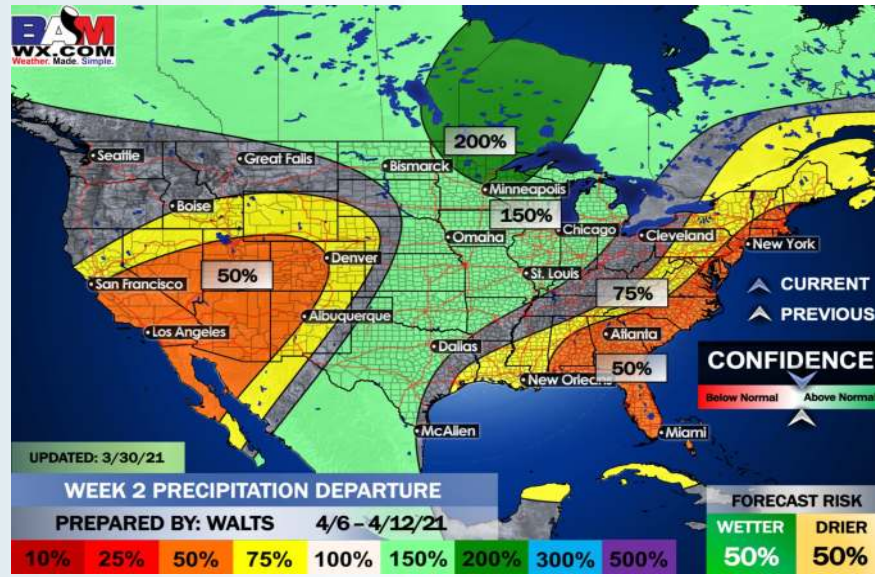 BAM
WX.COM
Weather. Made. Simple.
200%
Seattle
Great Falls
Bismarck
Minneapolis
Boise
150%
Chicago
Cleveland
Omaha
New York
Denver
50%
St. Louis
San Francisco
75%
CURRENT
Albuquerque
PREVIOUS
Los Angeles
Atlanta
Dallas
50%
CONFIDENCE
New Orleans
Below Normal
Above Normal
McAllen
Miami
UPDATED: 3/30/21
WEEK 2 PRECIPITATION DEPARTURE
PREPARED BY: WALTS 4/6 – 4/12/21
FORECAST RISK
WETTER DRIER
50% 50%
10% 25% 50% 75% 100% 150% 200% 300% 500%